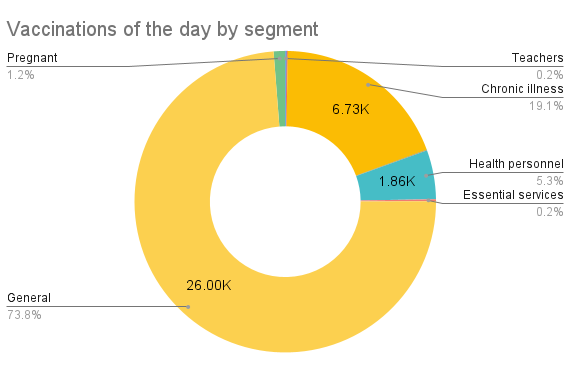 Vaccinations of the day by segment
Pregnant
1.2%
Teachers
0.2%
Chronic illness
19.1%
6.73K
Health personnel
5.3%
1.86K
Essential services
0.2%
26.00K
General
73.8%